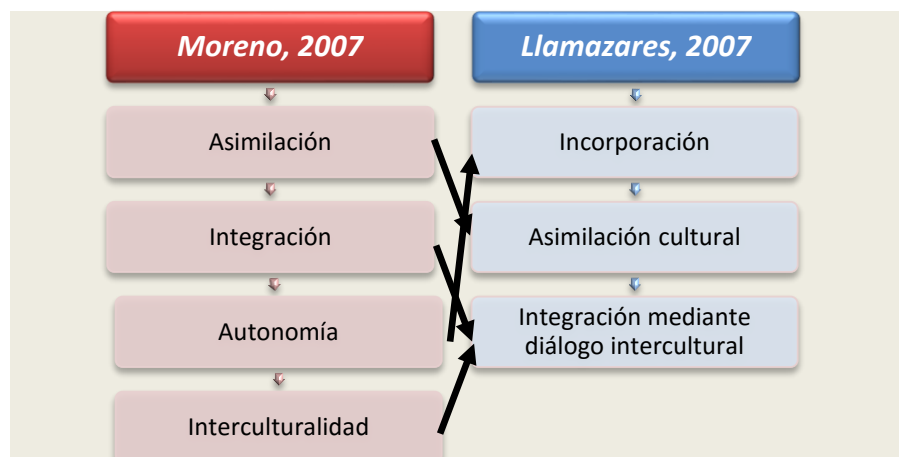 Moreno, 2007
Asimilación
Integración
Autonomía
Interculturalidad
Llamazares, 2007
Incorporación
Asimilación cultural
Integración mediante
diálogo intercultural